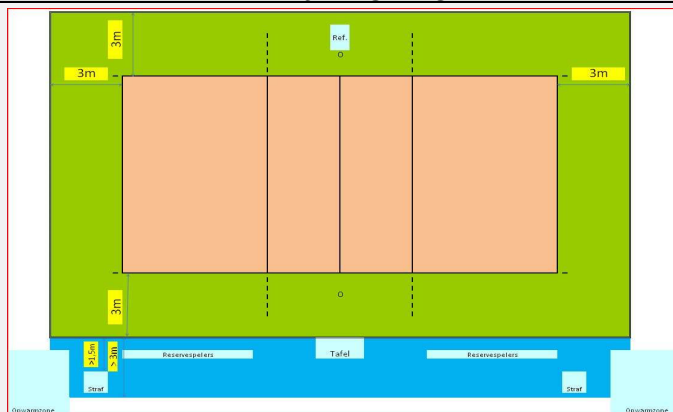 Ref.
3m
3m
3m
3m
>1,5m
> 3m
Reservespelers
Tafel
Reservespelers
Straf
Straf
Opwarmzone
Opwarmzone